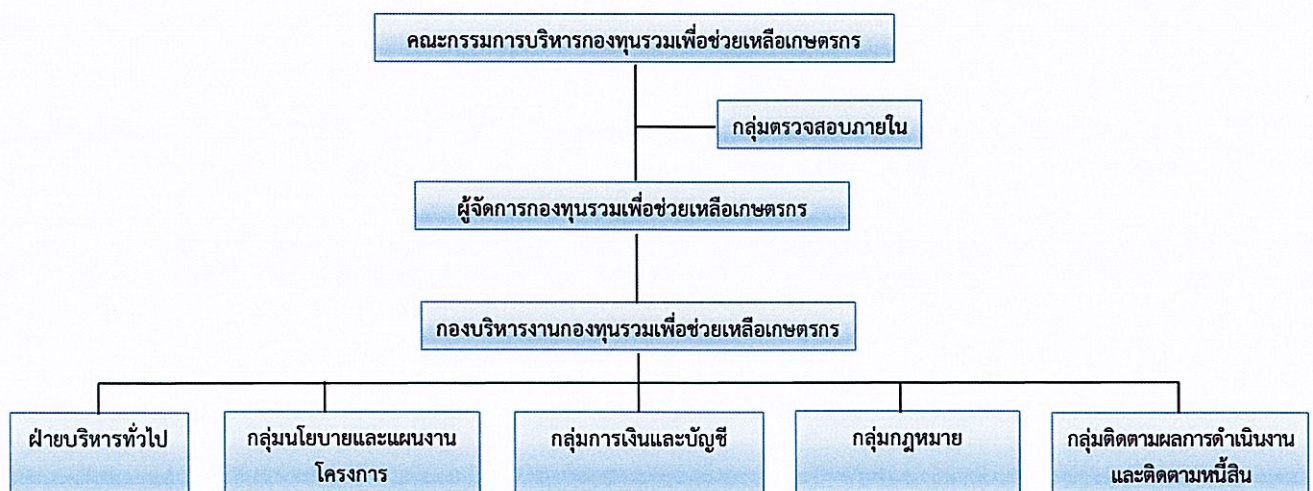 คณะกรรมการบริหารกองทุนรวมเพื่อช่วยเหลือเกษตรกร
กลุ่มตรวจสอบภายใน
ผู้จัดการกองทุนรวมเพื่อช่วยเหลือเกษตรกร
กองบริหารงานกองทุนรวมเพื่อช่วยเหลือเกษตรกร
ฝ่ายบริหารทั่วไป
กลุ่มนโยบายและแผนงาน
โครงการ
กลุ่มการเงินและบัญชี
กลุ่มกฎหมาย
กลุ่มติดตามผลการดำเนินงาน
และติดตามหนี้สิน